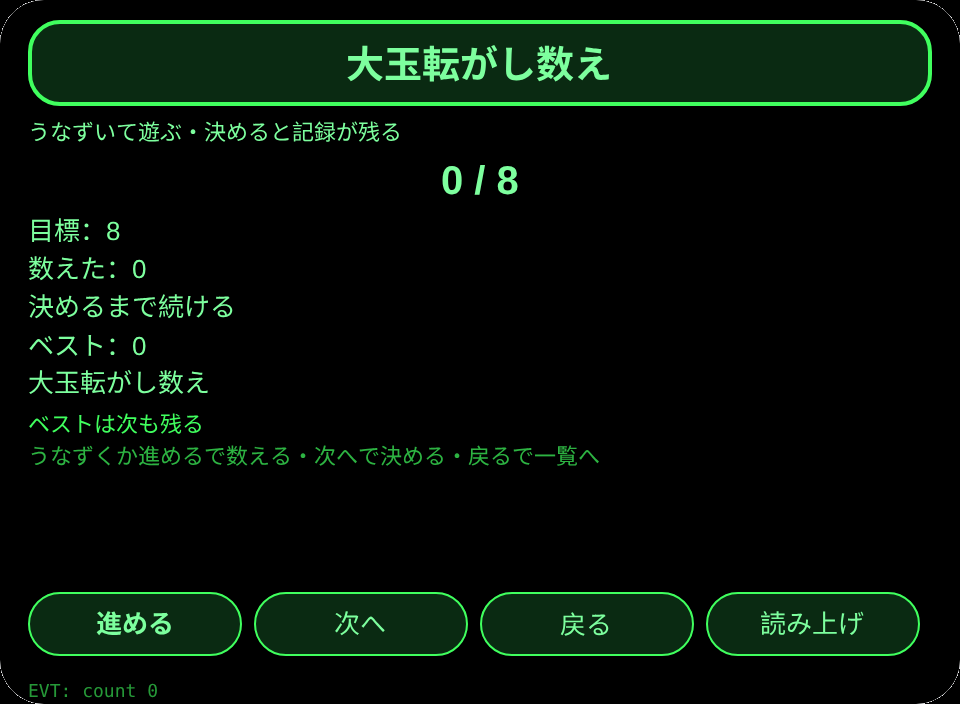 大玉転がし数え
うなずいて遊ぶ・決めると記録が残る
0 / 8
目標: 8
数えた: 0
決めるまで続ける
ベスト: 0
大玉転がし数え
ベストは次も残る
うなずくか進めるで数える・次へで決める・戻るで一覧へ
進める 次へ 戻る 読み上げ
EVT: count 0